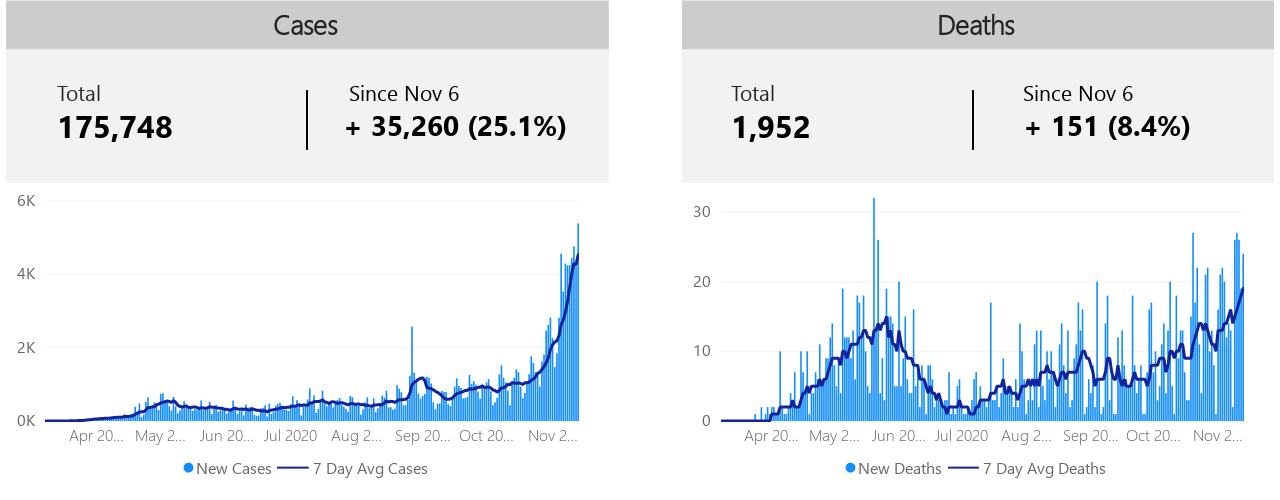 Cases
Total
175,748
Since Nov 6
+ 35,260 (25.1%)
6K
4K
2K
0K
Apr 20... May 2... Jun 20... Jul 2020 Aug 2... Sep 20... Oct 20... Nov 2...
New Cases 7 Day Avg Cases
Deaths
Total
1,952
Since Nov 6
+ 151 (8.4%)
30
20
10
0
Apr 20... May 2... Jun 20... Jul 2020 Aug 2... Sep 20... Oct 20... Nov 2...
New Deaths 7 Day Avg Deaths